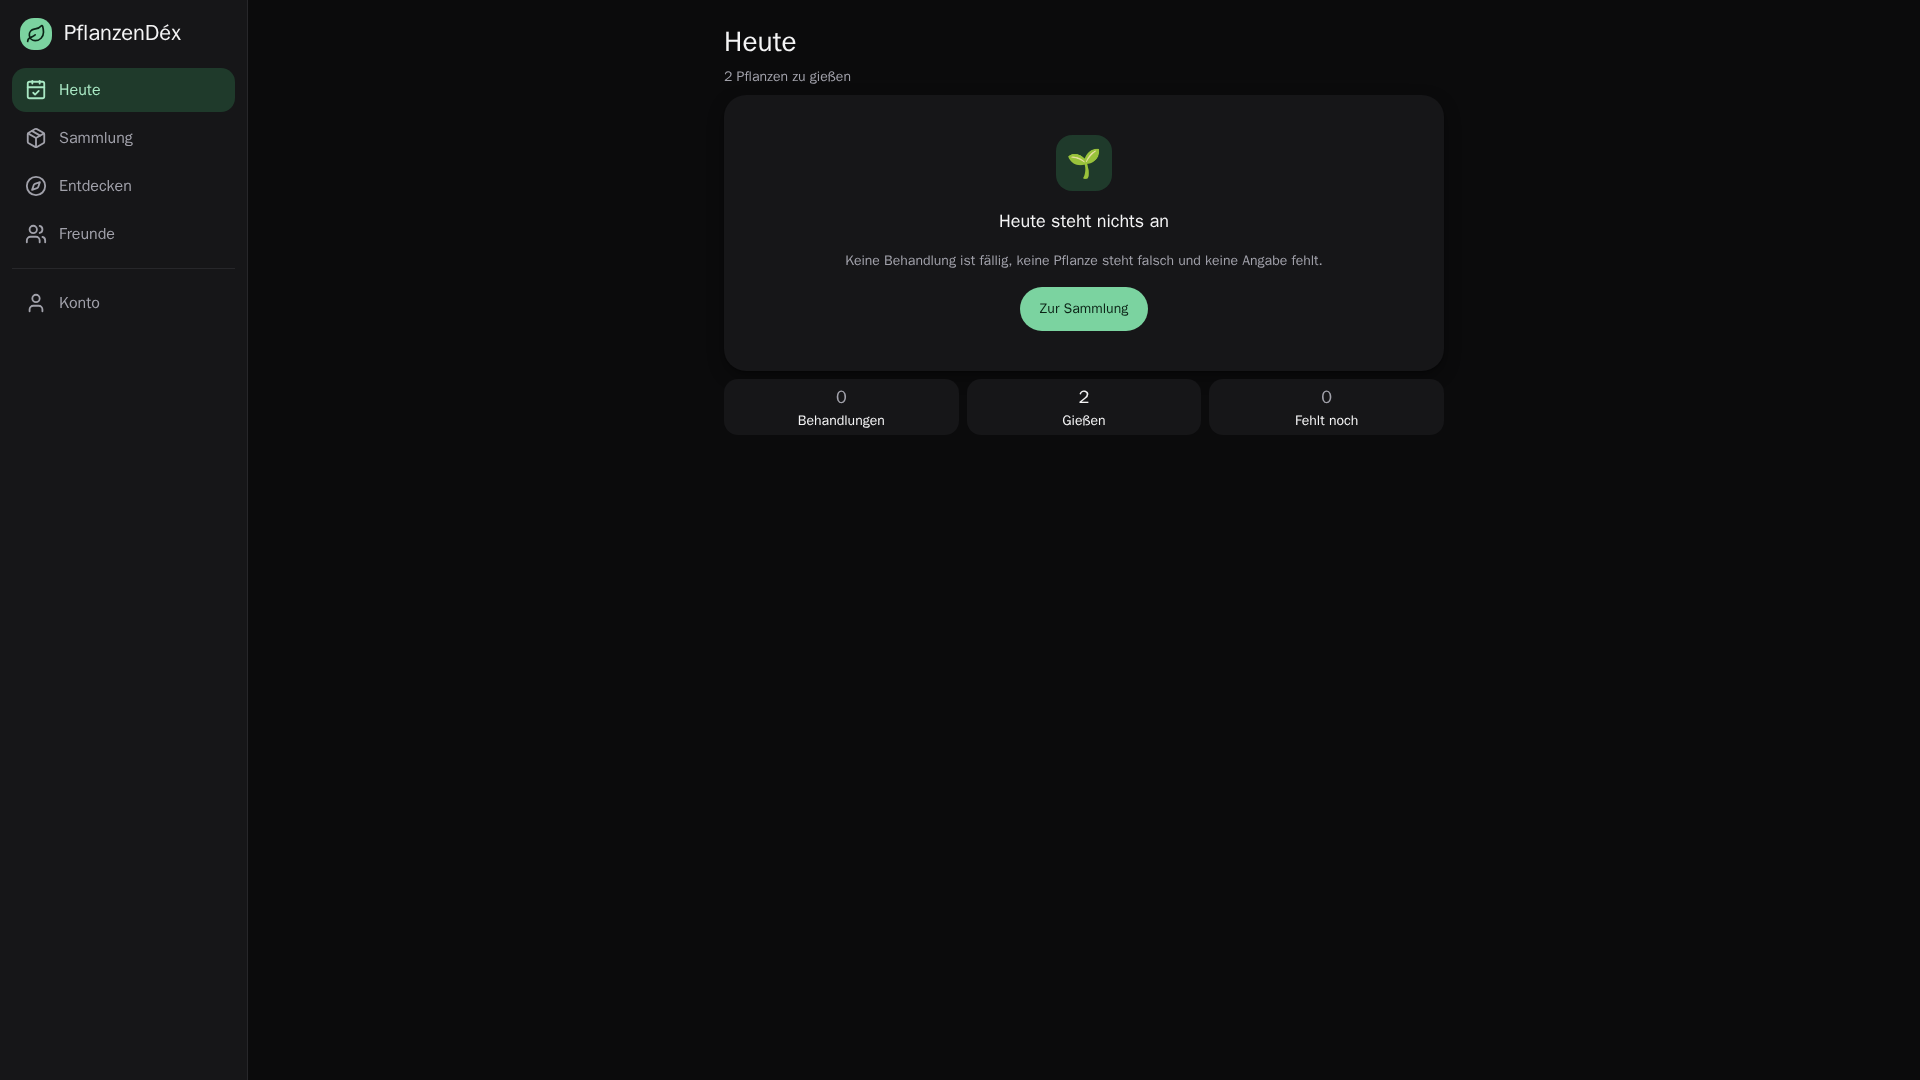 PflanzenDéx
Heute
Sammlung
Entdecken
Freunde
Konto
Heute
2 Pflanzen zu gießen
Heute steht nichts an
Keine Behandlung ist fällig, keine Pflanze steht falsch und keine Angabe fehlt.
Zur Sammlung
0
Behandlungen
2
Gießen
0
Fehlt noch